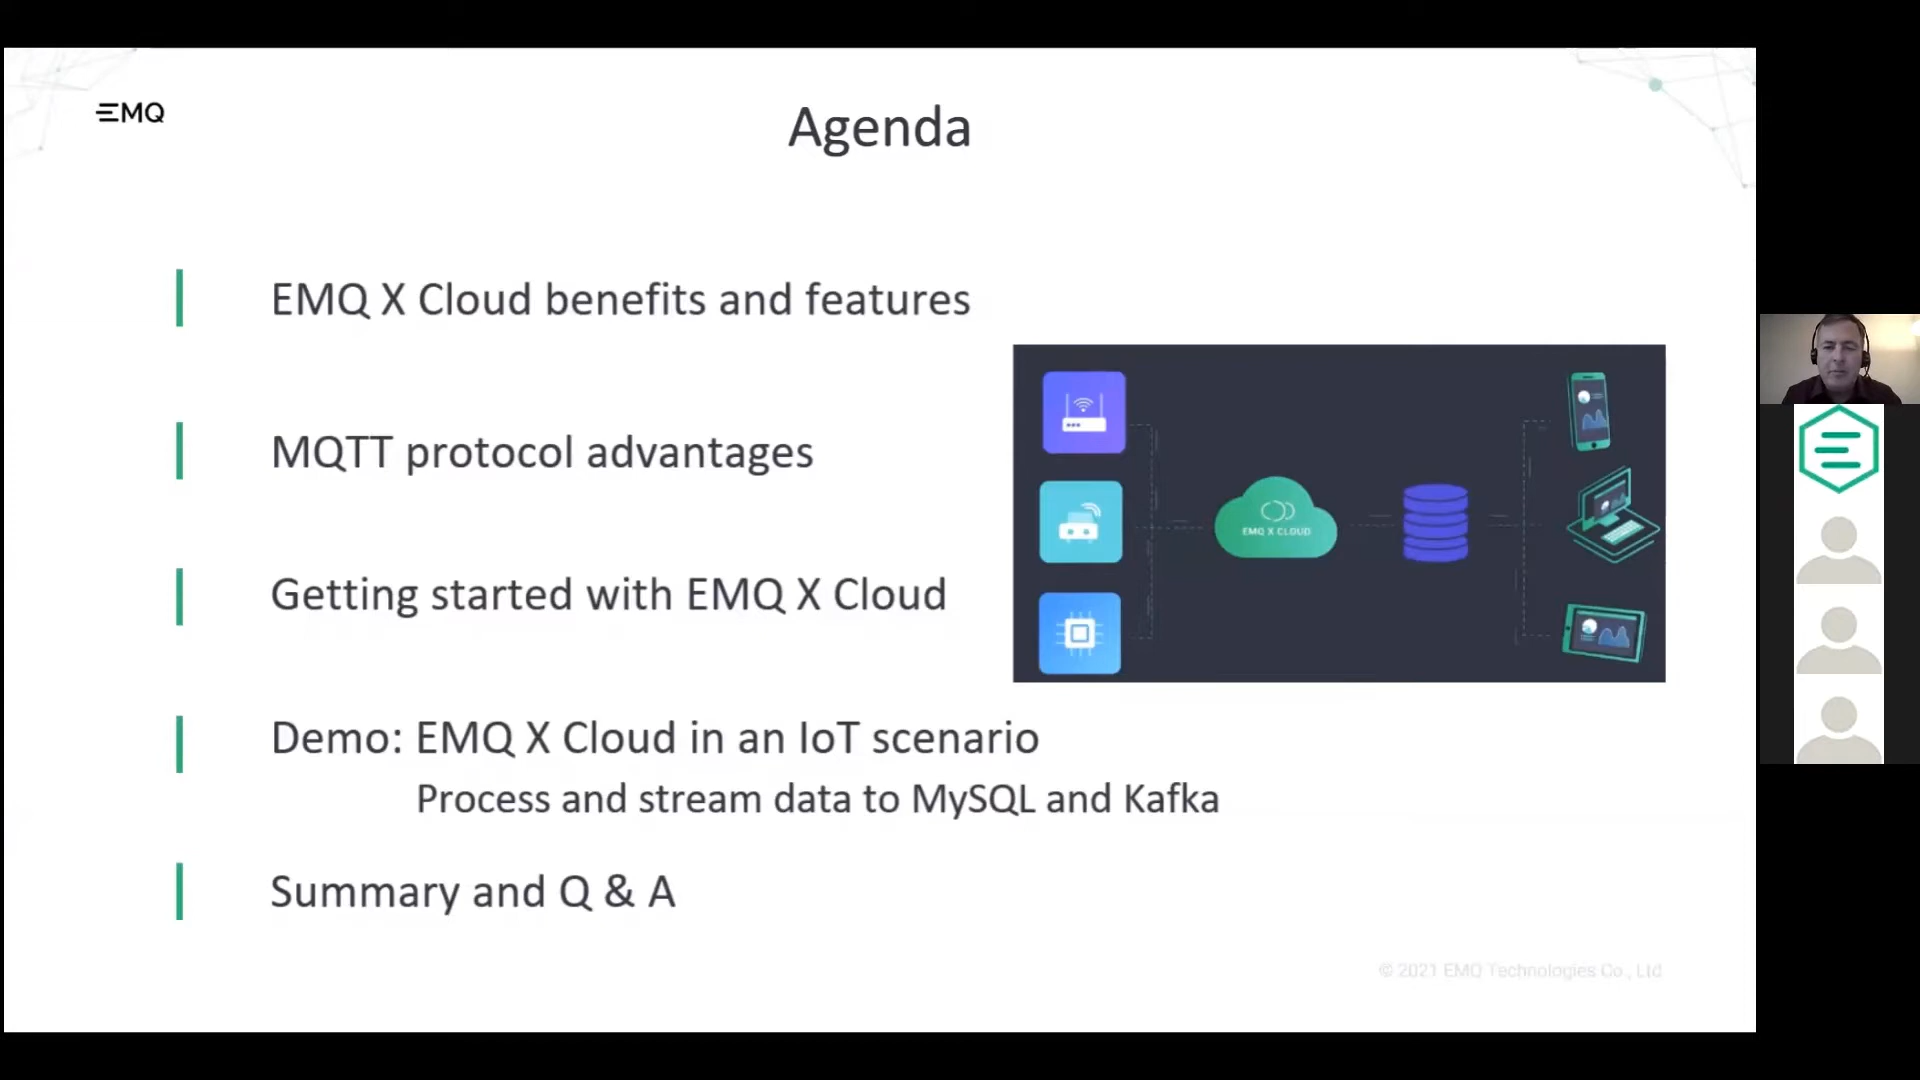 EMQ
Agenda
EMQ X Cloud benefits and features
MQTT protocol advantages
Getting started with EMQ X Cloud
EMQ X CLOUD
Demo: EMQ X Cloud in an IoT scenario
Process and stream data to MySQL and Kafka
Summary and Q & A
© 2021 EMQ Technologies Co., Ltd